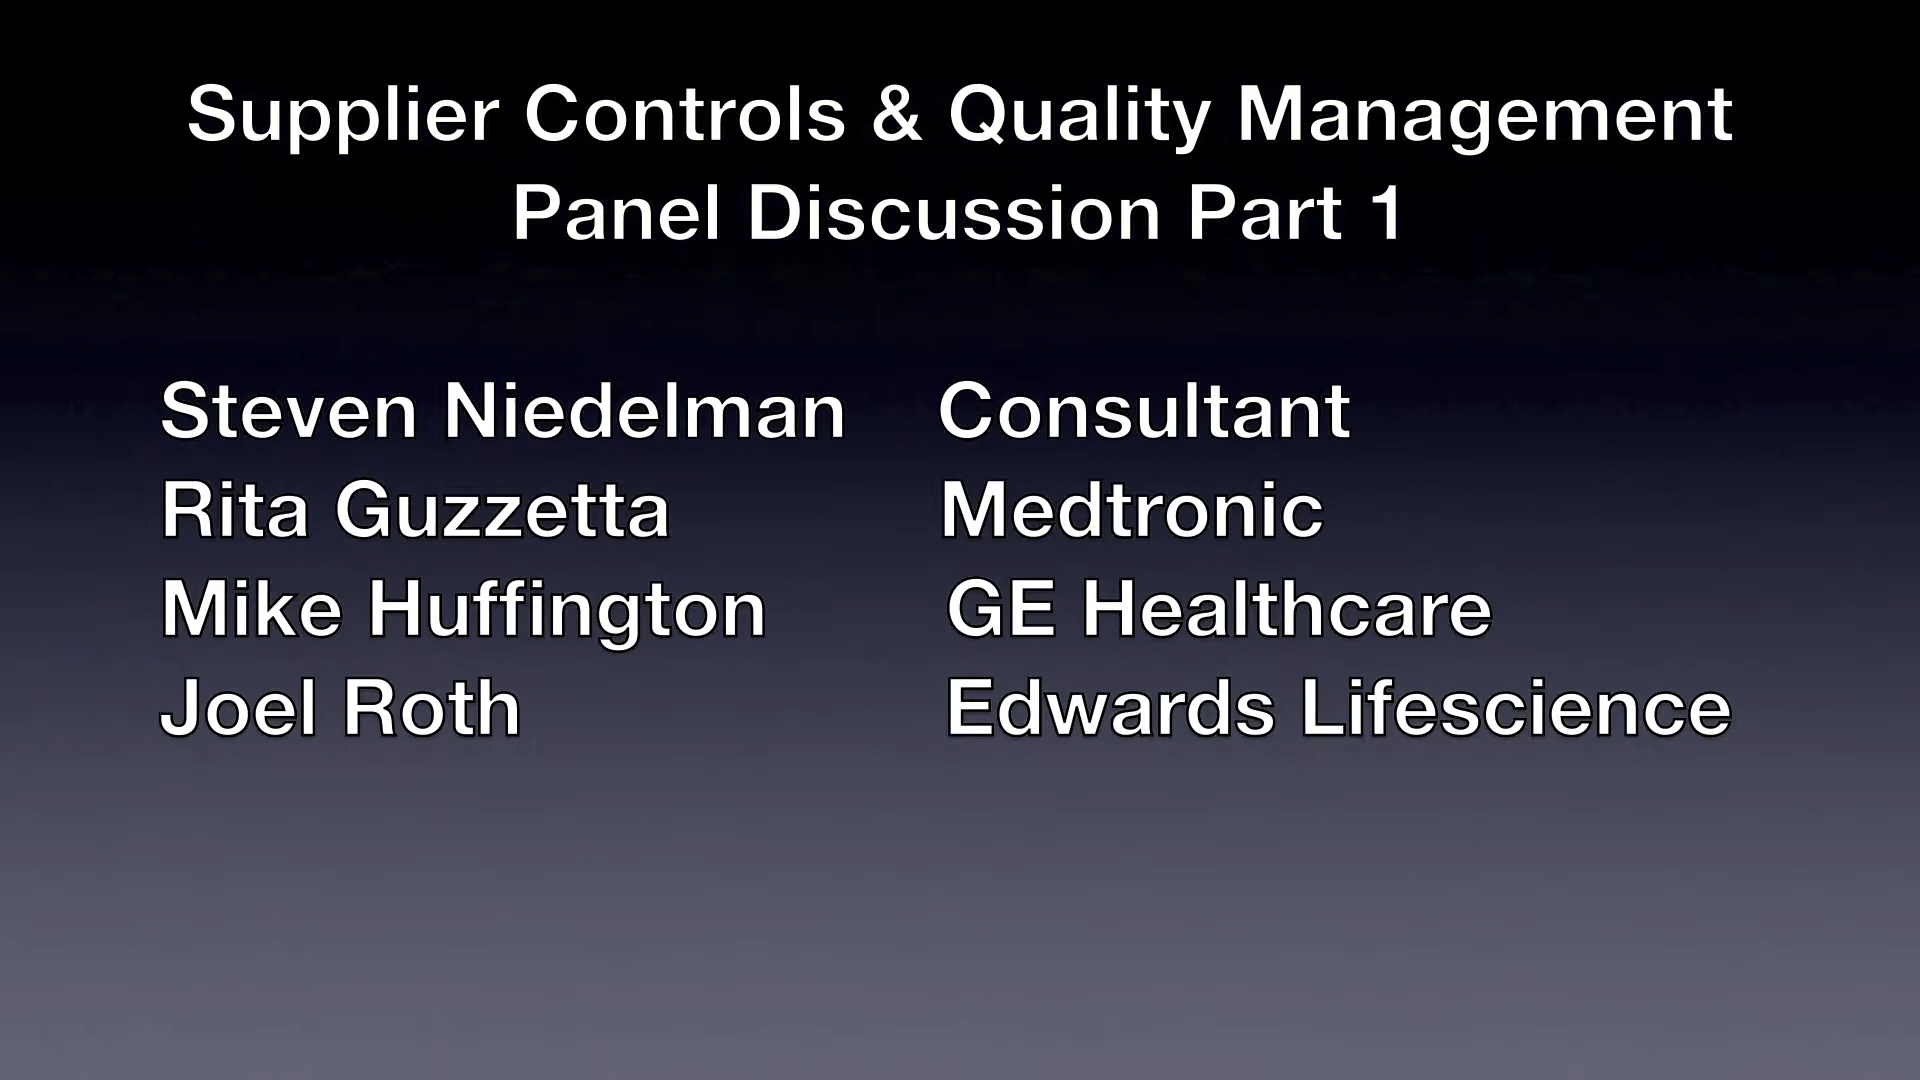 Supplier Controls & Quality Management
Panel Discussion Part 1
Steven Niedelman Consultant
Rita Guzzetta Medtronic
Mike Huffington GE Healthcare
Joel Roth Edwards Lifescience